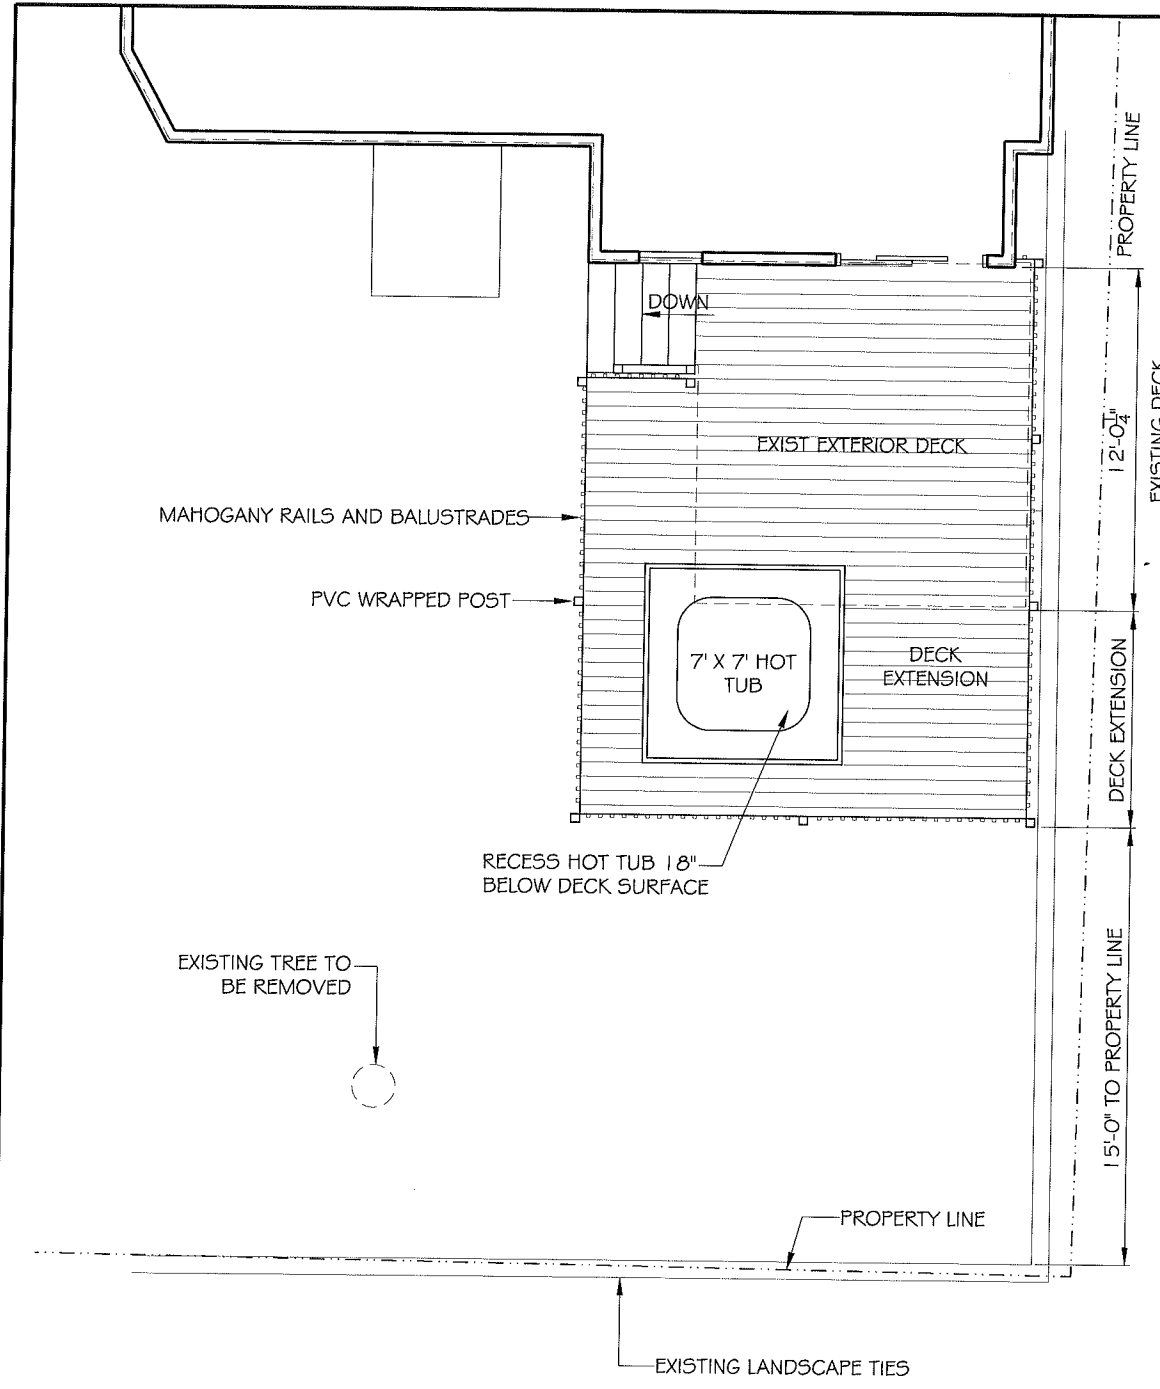 PROPERTY LINE
DOWN
EXISTING DECK
12'-0¼"
EXIST EXTERIOR DECK
MAHOGANY RAILS AND BALUSTRADES
PVC WRAPPED POST
7' X 7' HOT
TUB
DECK
EXTENSION
DECK EXTENSION
RECESS HOT TUB 18"
BELOW DECK SURFACE
EXISTING TREE TO
BE REMOVED
15'-0" TO PROPERTY LINE
PROPERTY LINE
EXISTING LANDSCAPE TIES